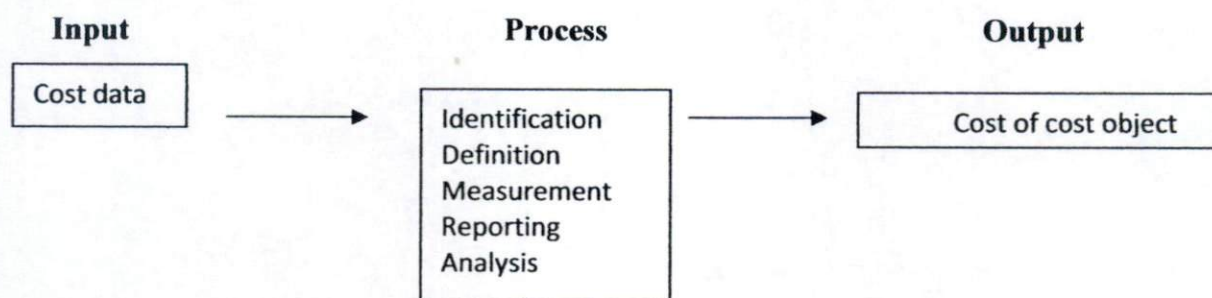 Input
Process
Output
Cost data
Identification
Definition
Measurement
Reporting
Analysis
Cost of cost object